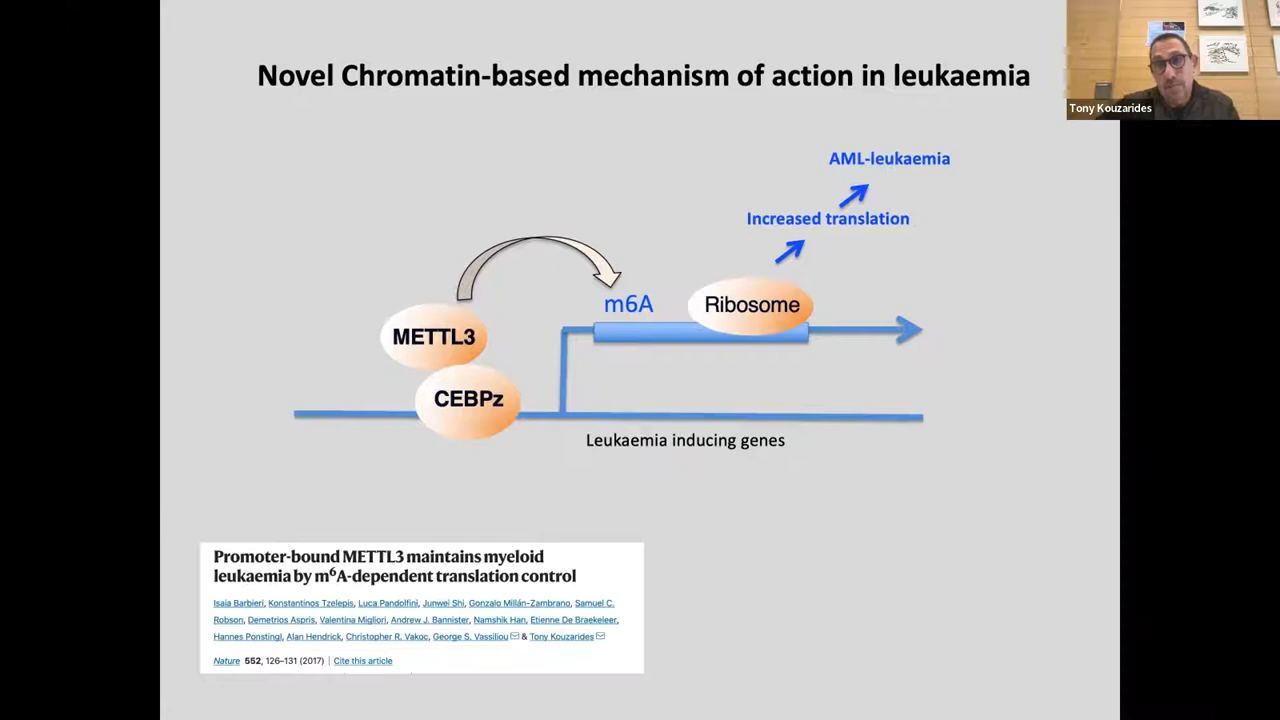 Novel Chromatin-based mechanism of action in leukaemia
Tony Kouzarides
AML-leukaemia
Increased translation
m6A
Ribosome
METTL3
CEBPz
Leukaemia inducing genes
Promoter-bound METTL3 maintains myeloid
leukaemia by m⁶A-dependent translation control
Isaia Barbieri, Konstantinos Tzelepis, Luca Pandolfini, Junwei Shi, Gonzalo Millán-Zambrano, Samuel C.
Robson, Demetrios Aspris, Valentina Migliori, Andrew J. Bannister, Namshik Han, Etienne De Braekeleer,
Hannes Ponstingl, Alan Hendrick, Christopher R. Vakoc, George S. Vassiliou & Tony Kouzarides
Nature 552, 126–131 (2017) | Cite this article